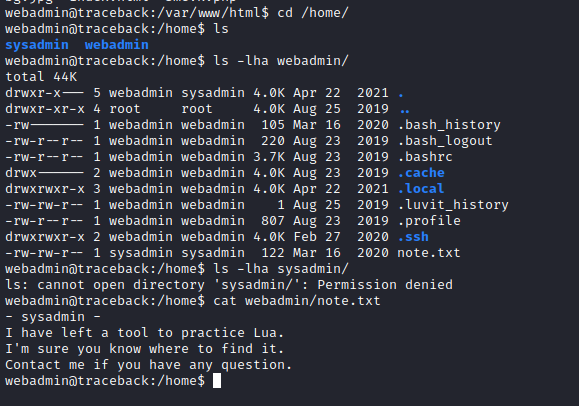 webadmin@traceback:/var/www/html$ cd /home/
webadmin@traceback:/home$ ls
sysadmin  webadmin
webadmin@traceback:/home$ ls -lha webadmin/
total 44K
drwxr-x--- 5 webadmin sysadmin 4.0K Apr 22  2021 .
drwxr-xr-x 4 root     root     4.0K Aug 25  2019 ..
-rw------- 1 webadmin webadmin  105 Mar 16  2020 .bash_history
-rw-r--r-- 1 webadmin webadmin  220 Aug 23  2019 .bash_logout
-rw-r--r-- 1 webadmin webadmin 3.7K Aug 23  2019 .bashrc
drwx------ 2 webadmin webadmin 4.0K Aug 23  2019 .cache
drwxrwxr-x 3 webadmin webadmin 4.0K Apr 22  2021 .local
-rw-rw-r-- 1 webadmin webadmin    1 Aug 25  2019 .luvit_history
-rw-r--r-- 1 webadmin webadmin  807 Aug 23  2019 .profile
drwxrwxr-x 2 webadmin webadmin 4.0K Feb 27  2020 .ssh
-rw-rw-r-- 1 sysadmin sysadmin  122 Mar 16  2020 note.txt
webadmin@traceback:/home$ ls -lha sysadmin/
ls: cannot open directory 'sysadmin/': Permission denied
webadmin@traceback:/home$ cat webadmin/note.txt
- sysadmin -
I have left a tool to practice Lua.
I'm sure you know where to find it.
Contact me if you have any question.
webadmin@traceback:/home$